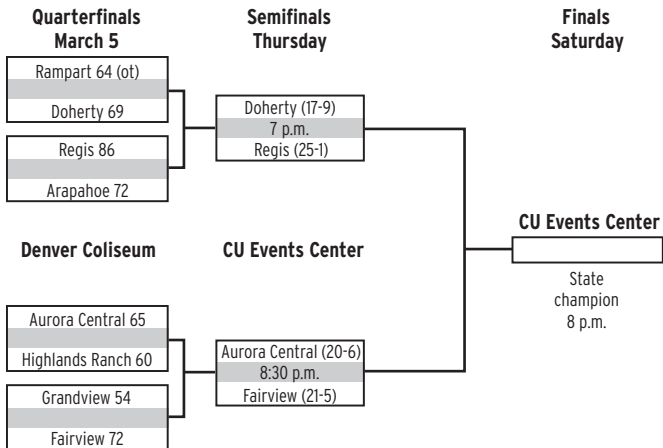 Quarterfinals
March 5
Semifinals
Thursday
Finals
Saturday
Rampart 64 (ot)
Doherty 69
Regis 86
Arapahoe 72
Doherty (17-9)
7 p.m.
Regis (25-1)
Denver Coliseum
CU Events Center
CU Events Center
State
champion
8 p.m.
Aurora Central 65
Highlands Ranch 60
Grandview 54
Fairview 72
Aurora Central (20-6)
8:30 p.m.
Fairview (21-5)